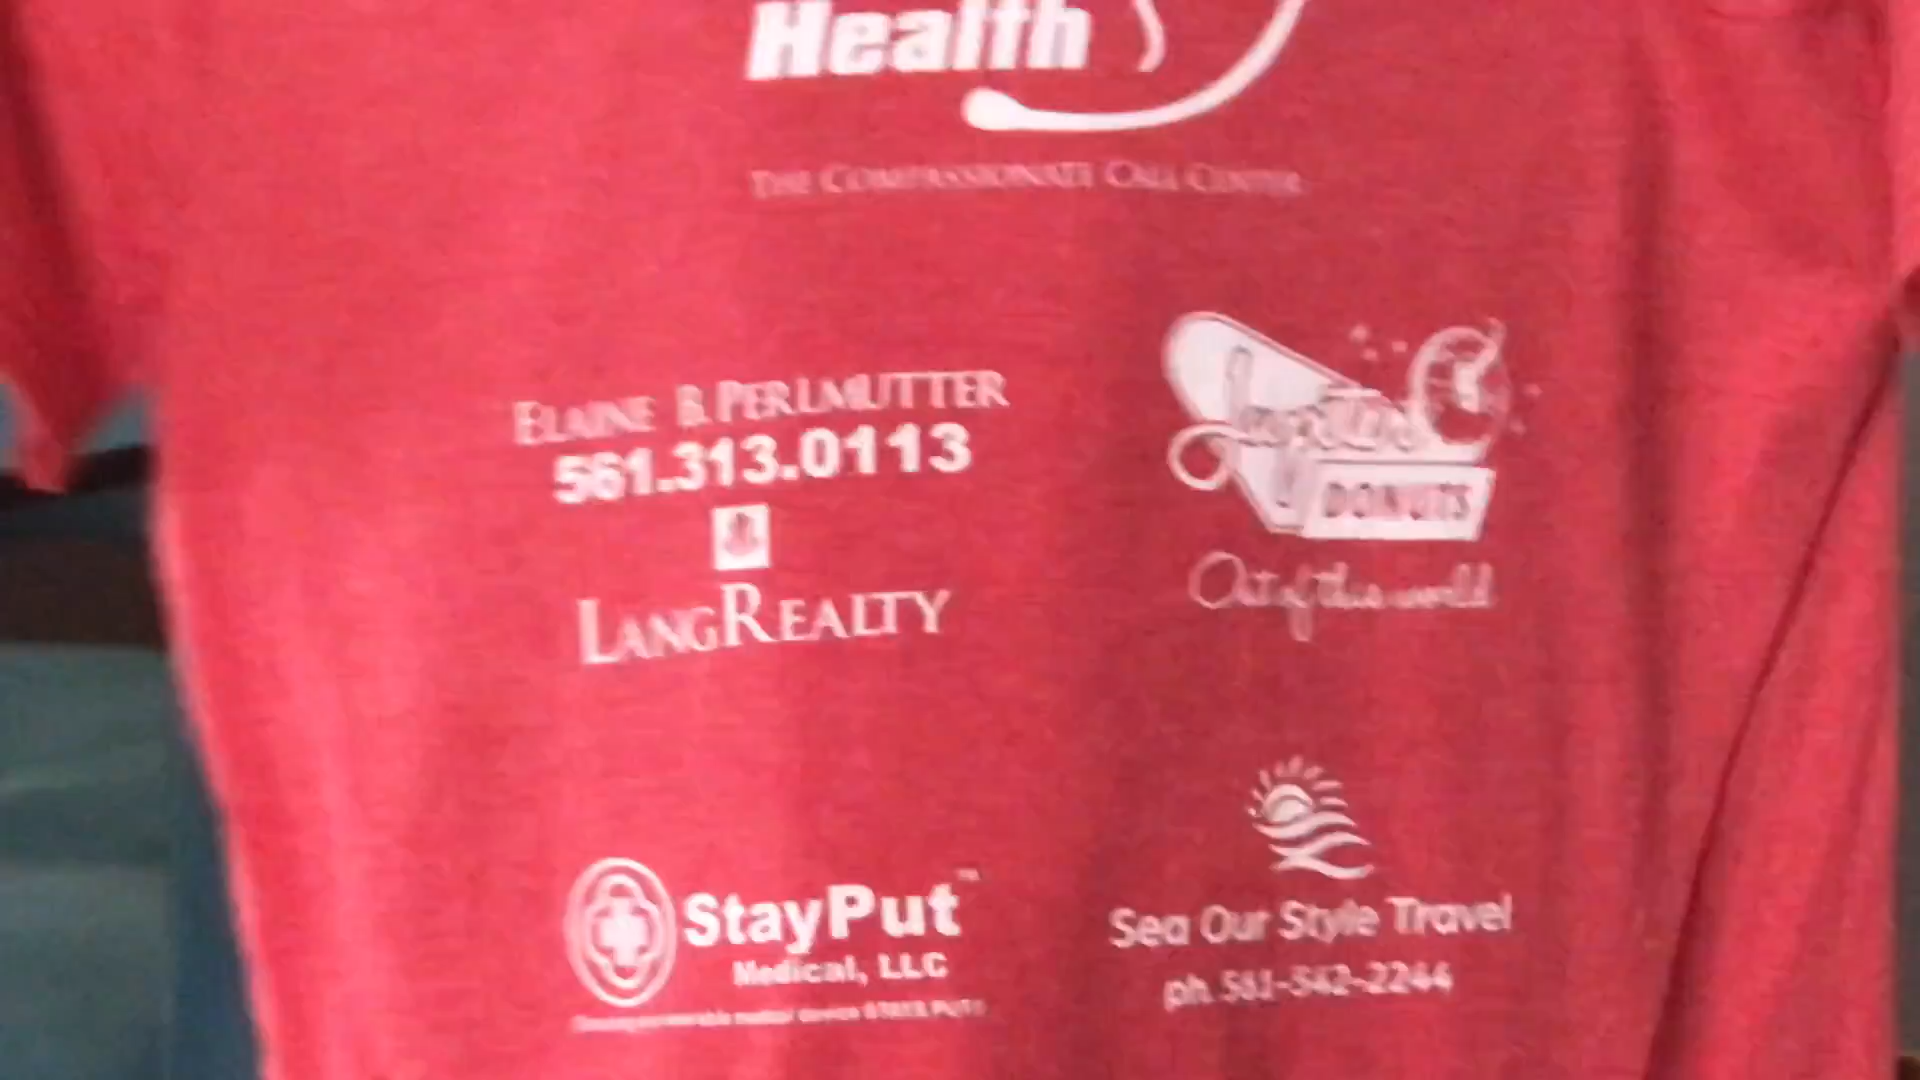 Health
THE COMPASSIONATE CALL CENTER
ELAINE B. PERLMUTTER
561.313.0113
LANGREALTY
DONUTS
Out of this world
StayPut™
Medical, LLC
Sea Our Style Travel
ph. 561-542-2244